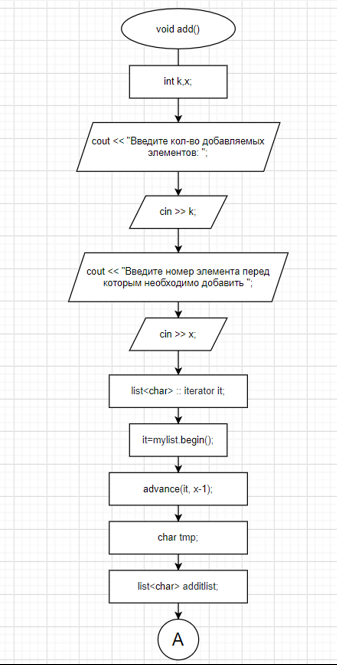 void add()
int k,x;
cout << "Введите кол-во добавляемых
элементов: ";
cin >> k;
cout << "Введите номер элемента перед
которым необходимо добавить ";
cin >> x;
list<char> :: iterator it;
it=mylist.begin();
advance(it, x-1);
char tmp;
list<char> additlist;
A